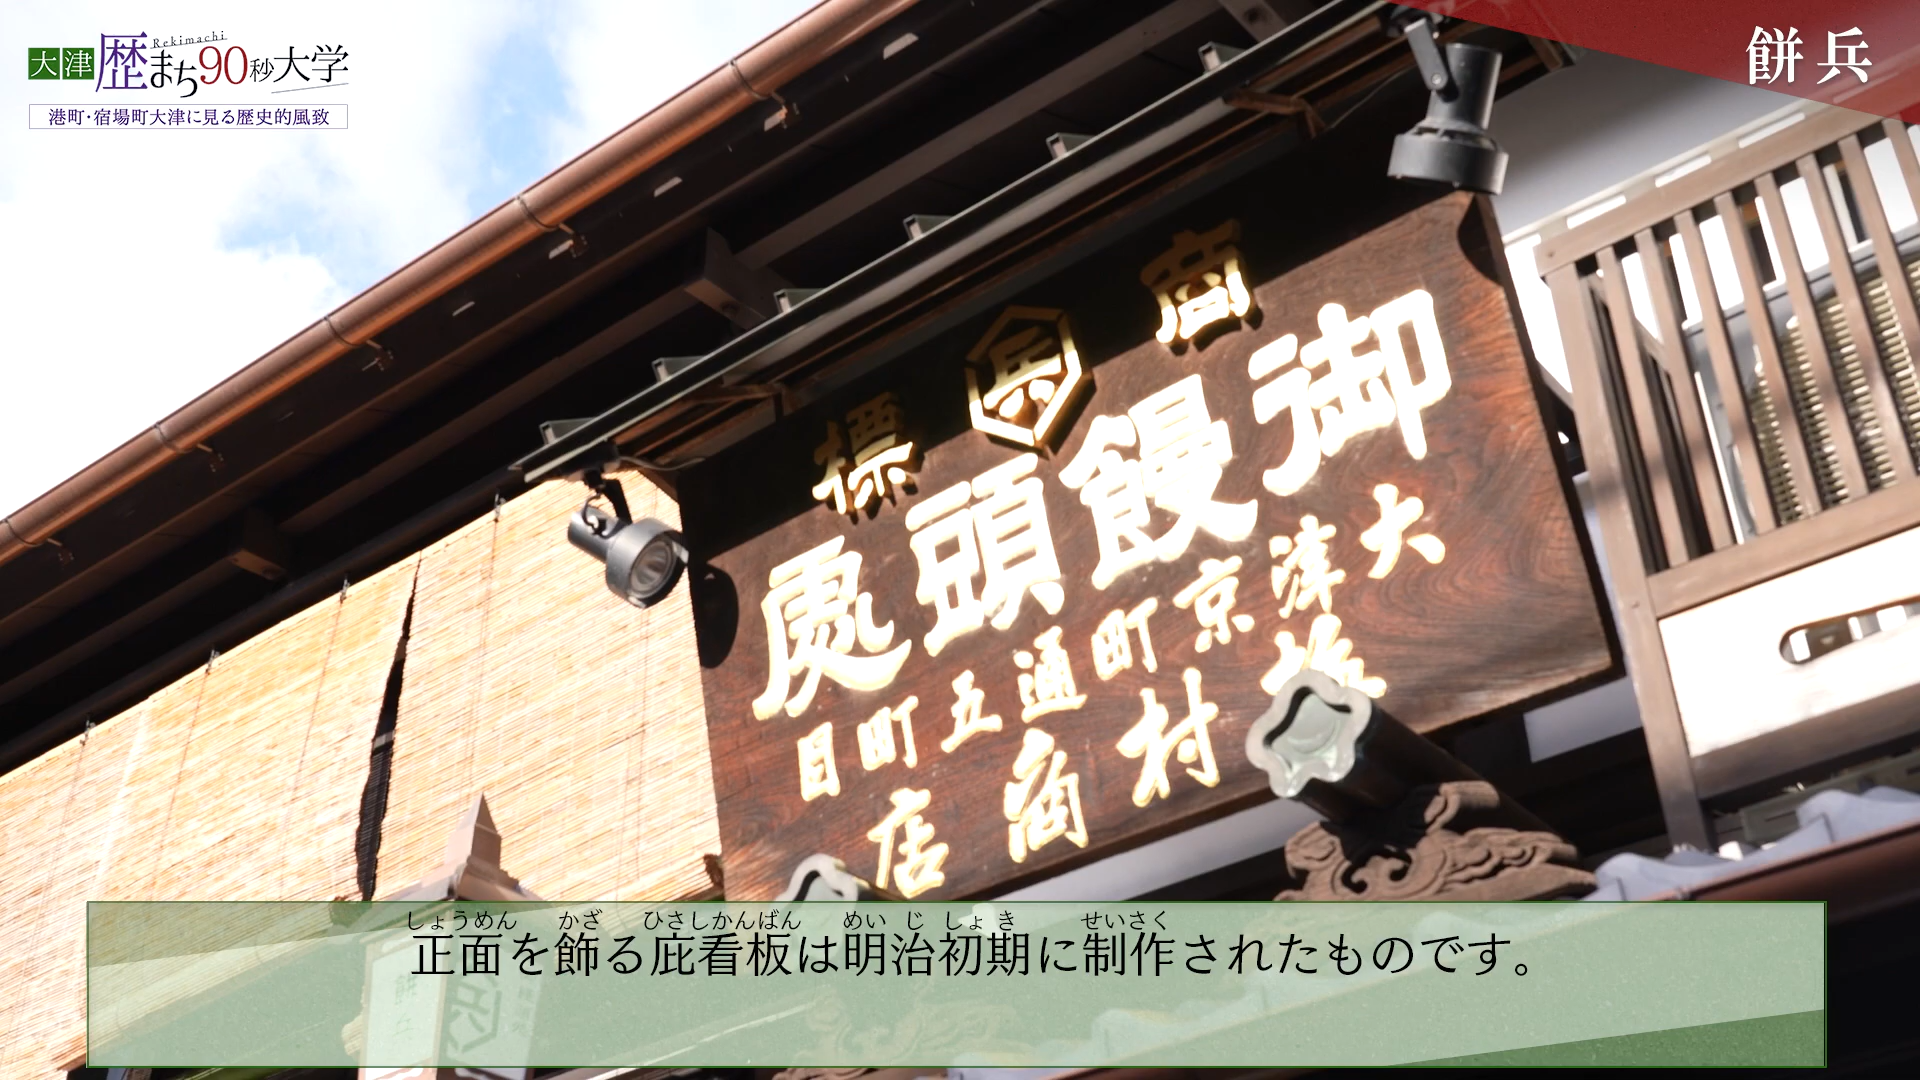 大津歴まち90秒大学
Rekimachi
港町・宿場町大津に見る歴史的風致
餅兵
商 兵 標
御饅頭處
大津京町通五町目
村商店
しょうめん かざ ひさしかんばん めいじしょき せいさく
正面を飾る庇看板は明治初期に制作されたものです。